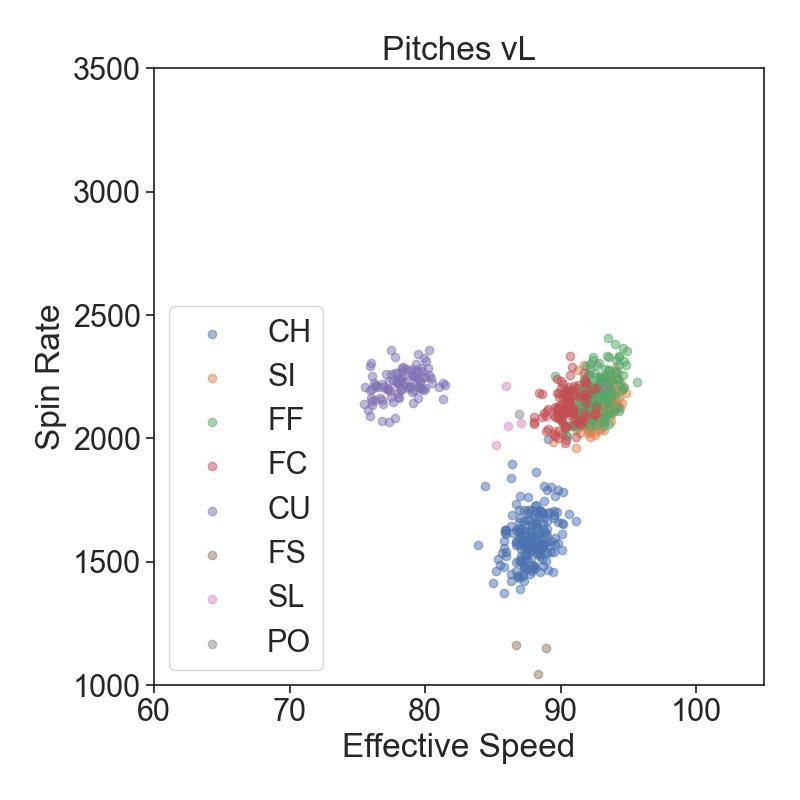 Pitches vL
3500
3000
2500
2000
1500
1000
Spin Rate
CH
SI
FF
FC
CU
FS
SL
PO
60 70 80 90 100
Effective Speed